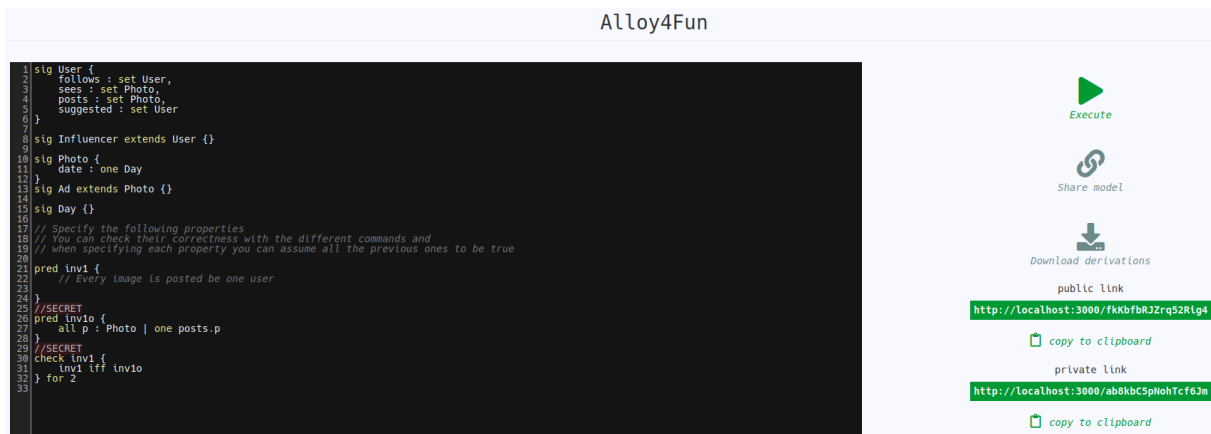 Alloy4Fun
1 sig User {
2     follows : set User,
3     sees : set Photo,
4     posts : set Photo,
5     suggested : set User
6 }
7
8 sig Influencer extends User {}
9
10 sig Photo {
11     date : one Day
12 }
13 sig Ad extends Photo {}
14
15 sig Day {}
16
17 // Specify the following properties
18 // You can check their correctness with the different commands and
19 // when specifying each property you can assume all the previous ones to be true
20
21 pred inv1 {
22     // Every image is posted be one user
23
24 }
25 //SECRET
26 pred inv1o {
27     all p : Photo | one posts.p
28 }
29 //SECRET
30 check inv1 {
31     inv1 iff inv1o
32 } for 2
33
Execute
Share model
Download derivations
public link
http://localhost:3000/fkKbfbRJZrq52Rig4
copy to clipboard
private link
http://localhost:3000/ab8kbC5pNohTcf6Jm
copy to clipboard